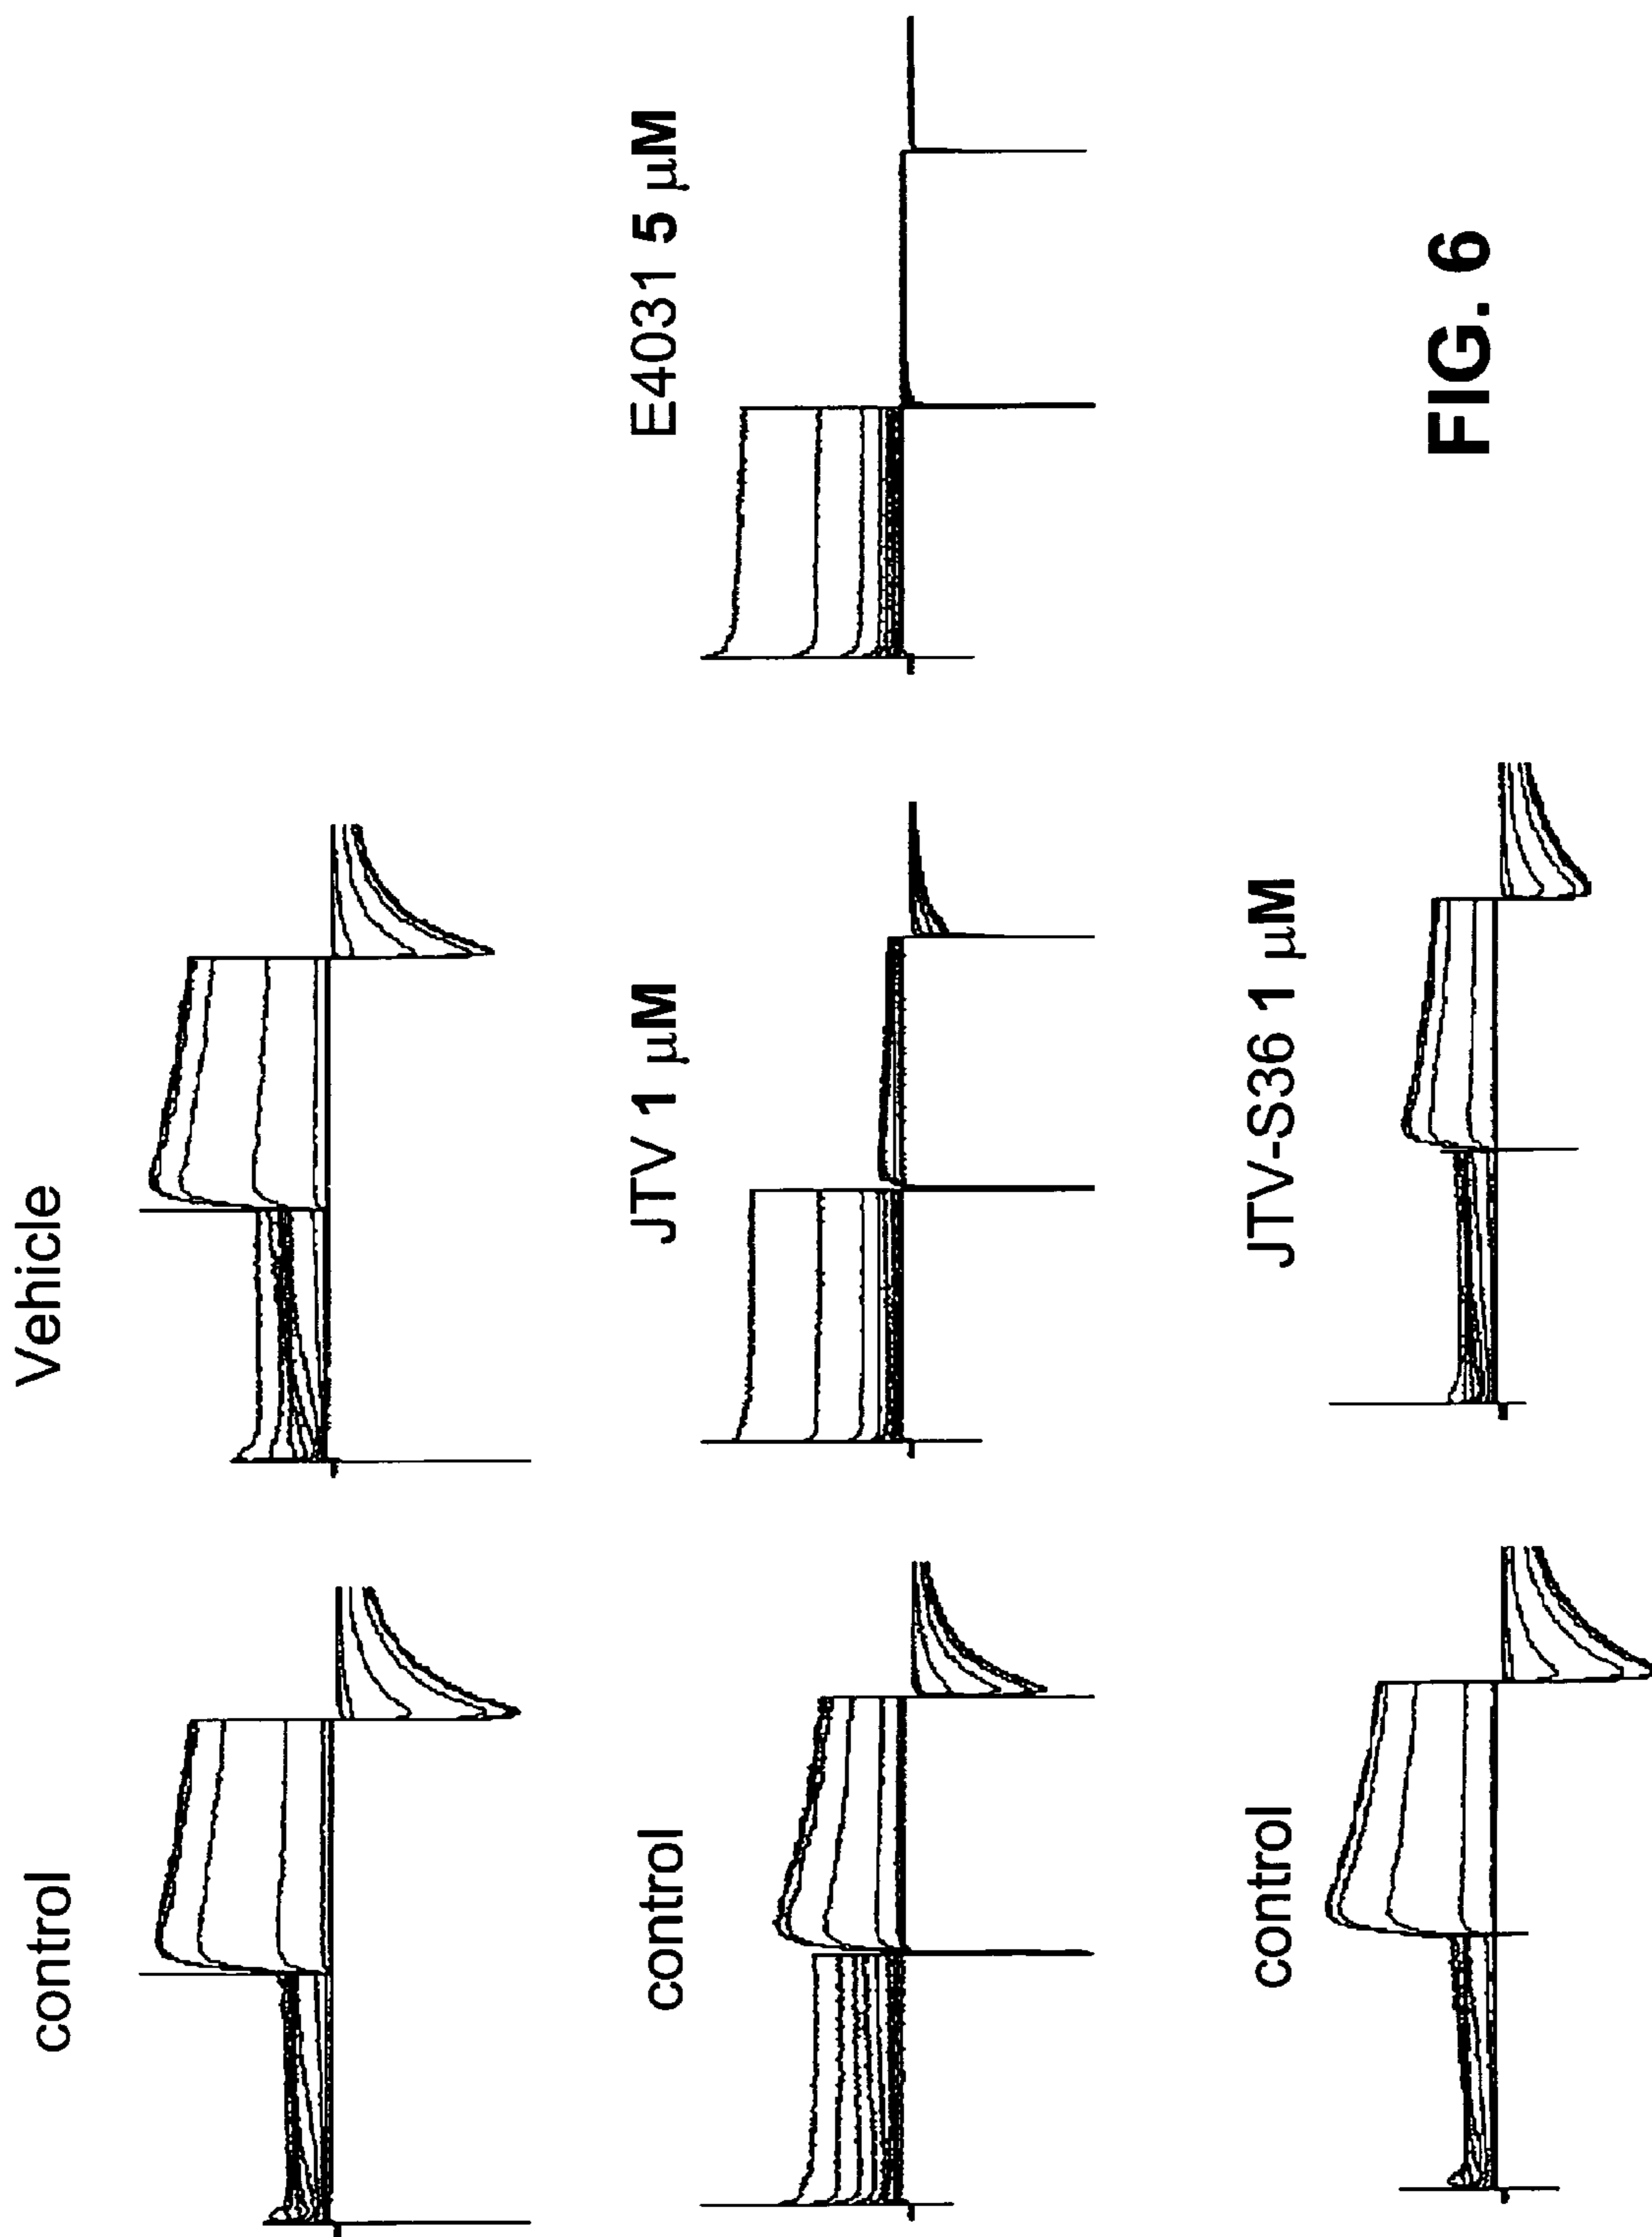 control
Vehicle
control
JTV 1 µM
E4031 5 µM
control
JTV-S36 1 µM
FIG. 6